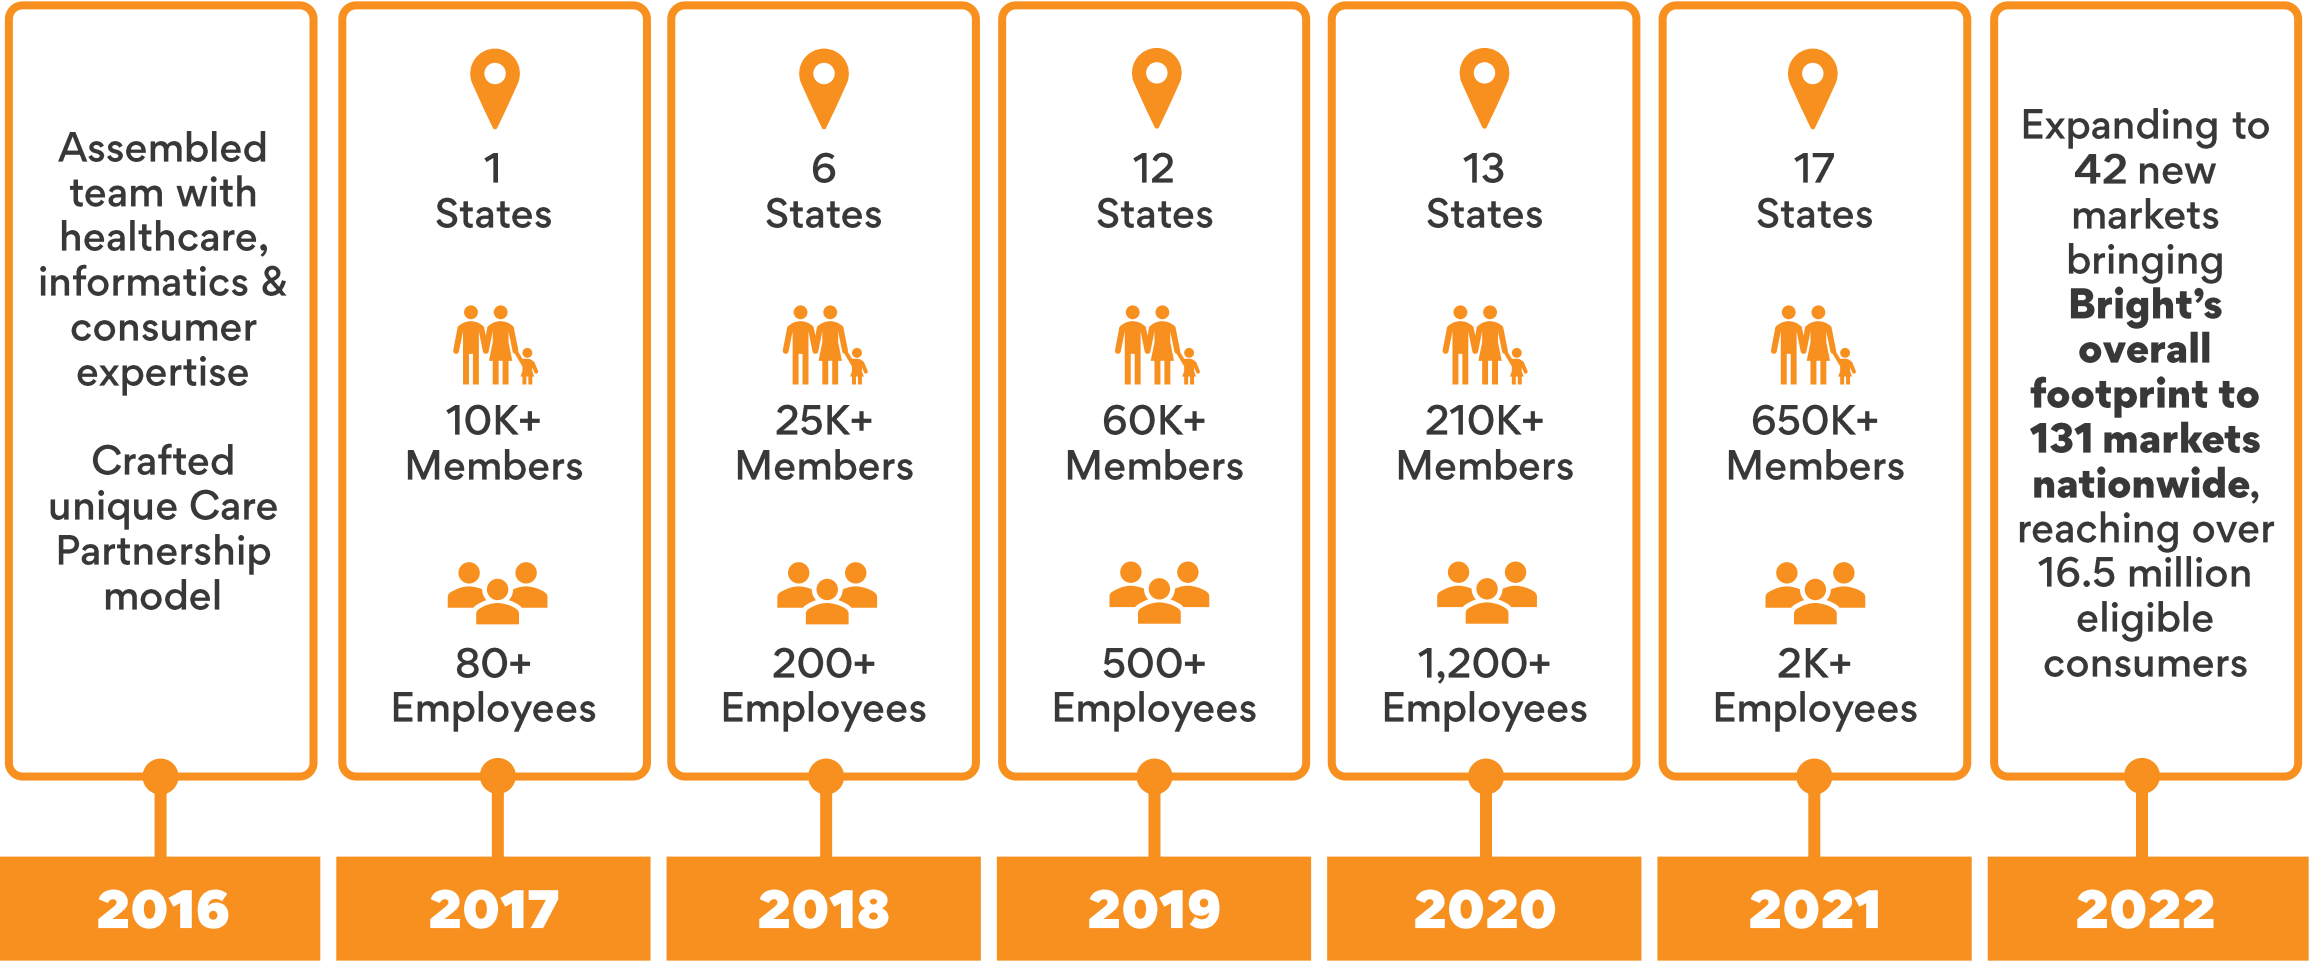 Assembled
team with
healthcare,
informatics &
consumer
expertise
Crafted
unique Care
Partnership
model
2016
1
States
10K+
Members
80+
Employees
2017
6
States
25K+
Members
200+
Employees
2018
12
States
60K+
Members
500+
Employees
2019
13
States
210K+
Members
1,200+
Employees
2020
17
States
650K+
Members
2K+
Employees
2021
Expanding to
42 new
markets
bringing
Bright’s
overall
footprint to
131 markets
nationwide,
reaching over
16.5 million
eligible
consumers
2022